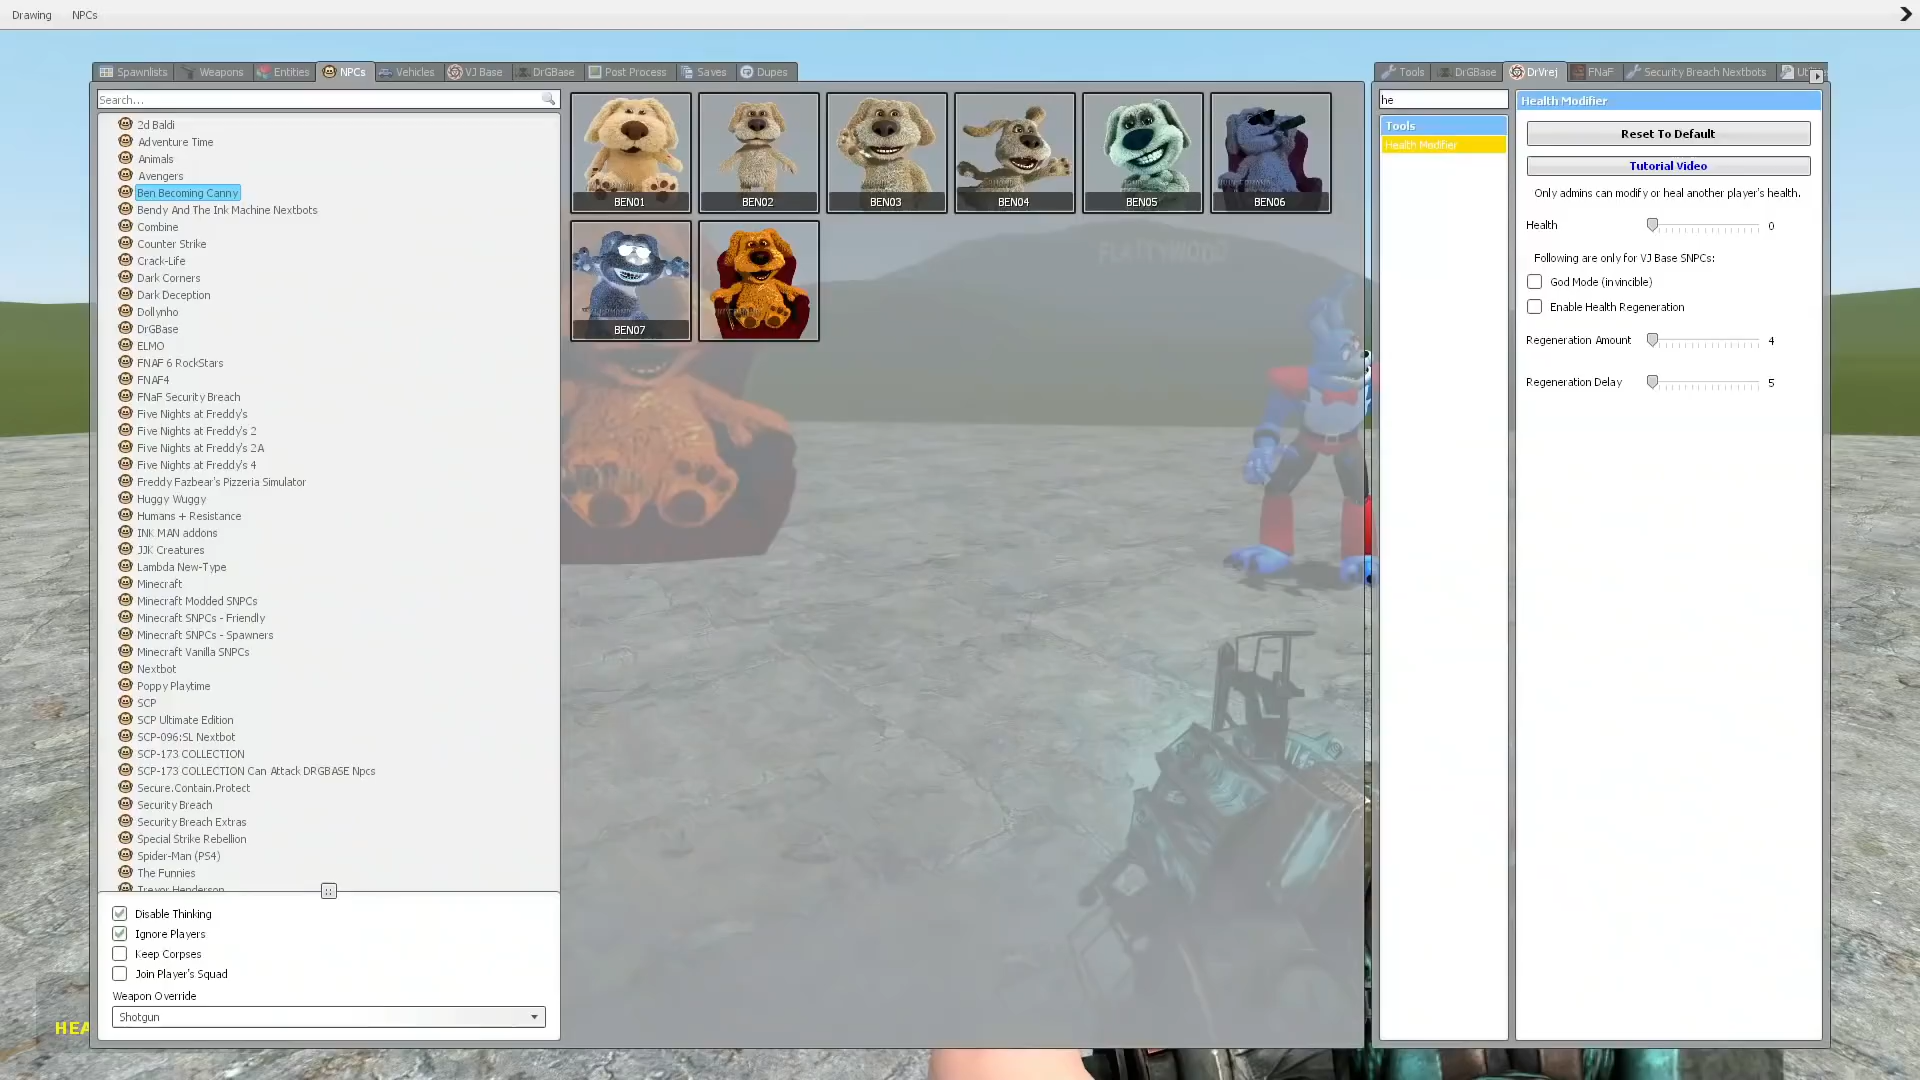 Drawing NPCs
Spawnlists Weapons Entities NPCs Vehicles VJ Base DrGBase Post Process Saves Dupes
Tools DrGBase DrVrej FNaF Security Breach Nextbots
Search...
2d Baldi
Adventure Time
Animals
Avengers
Ben Becoming Canny
Bendy And The Ink Machine Nextbots
Combine
Counter Strike
Crack-Life
Dark Corners
Dark Deception
Dollynho
DrGBase
ELMO
FNAF 6 RockStars
FNAF4
FNaF Security Breach
Five Nights at Freddy's
Five Nights at Freddy's 2
Five Nights at Freddy's 2A
Five Nights at Freddy's 4
Freddy Fazbear's Pizzeria Simulator
Huggy Wuggy
Humans + Resistance
INK MAN addons
JJK Creatures
Lambda New-Type
Minecraft
Minecraft Modded SNPCs
Minecraft SNPCs - Friendly
Minecraft SNPCs - Spawners
Minecraft Vanilla SNPCs
Nextbot
Poppy Playtime
SCP
SCP Ultimate Edition
SCP-096:SL Nextbot
SCP-173 COLLECTION
SCP-173 COLLECTION Can Attack DRGBASE Npcs
Secure.Contain.Protect
Security Breach
Security Breach Extras
Special Strike Rebellion
Spider-Man (PS4)
The Funnies
Trevor Henderson
Disable Thinking
Ignore Players
Keep Corpses
Join Player's Squad
Weapon Override
Shotgun
HEA
BEN01 BEN02 BEN03 BEN04 BEN05 BEN06
BEN07
FLATTYWOOD
he
Tools
Health Modifier
Health Modifier
Reset To Default
Tutorial Video
Only admins can modify or heal another player's health.
Health 0
Following are only for VJ Base SNPCs:
God Mode (invincible)
Enable Health Regeneration
Regeneration Amount 4
Regeneration Delay 5